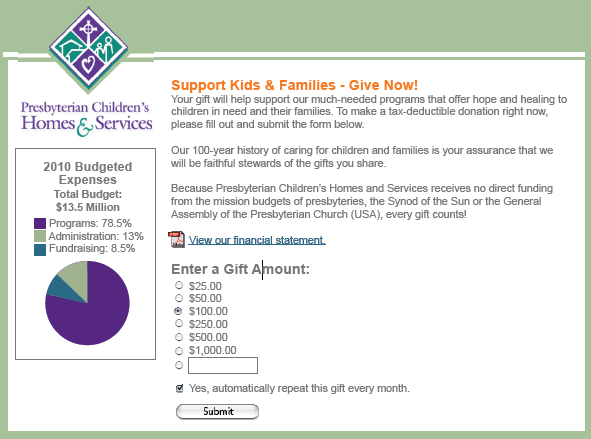 Presbyterian Children's
Homes & Services
2010 Budgeted
Expenses
Total Budget:
$13.5 Million
Programs: 78.5%
Administration: 13%
Fundraising: 8.5%
Support Kids & Families - Give Now!
Your gift will help support our much-needed programs that offer hope and healing to
children in need and their families. To make a tax-deductible donation right now,
please fill out and submit the form below.
Our 100-year history of caring for children and families is your assurance that we
will be faithful stewards of the gifts you share.
Because Presbyterian Children's Homes and Services receives no direct funding
from the mission budgets of presbyteries, the Synod of the Sun or the General
Assembly of the Presbyterian Church (USA), every gift counts!
View our financial statement.
Enter a Gift Amount:
$25.00
$50.00
$100.00
$250.00
$500.00
$1,000.00
Yes, automatically repeat this gift every month.
Submit